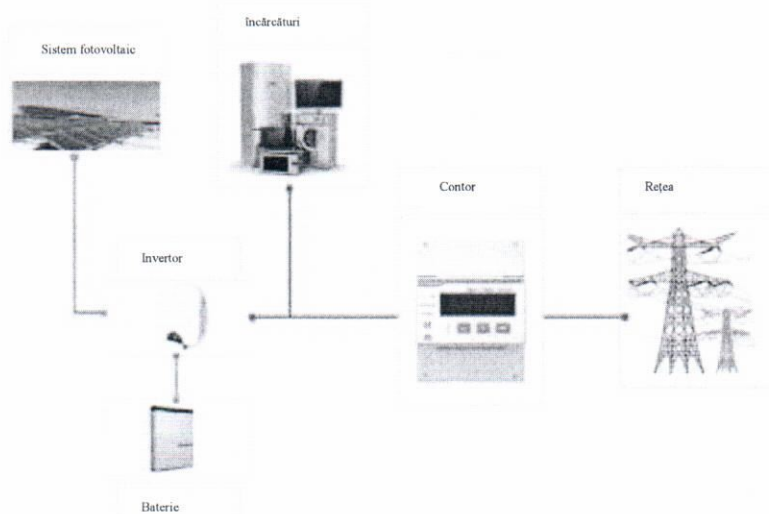 încărcături
Sistem fotovoltaic
Contor
Rețea
Invertor
Baterie